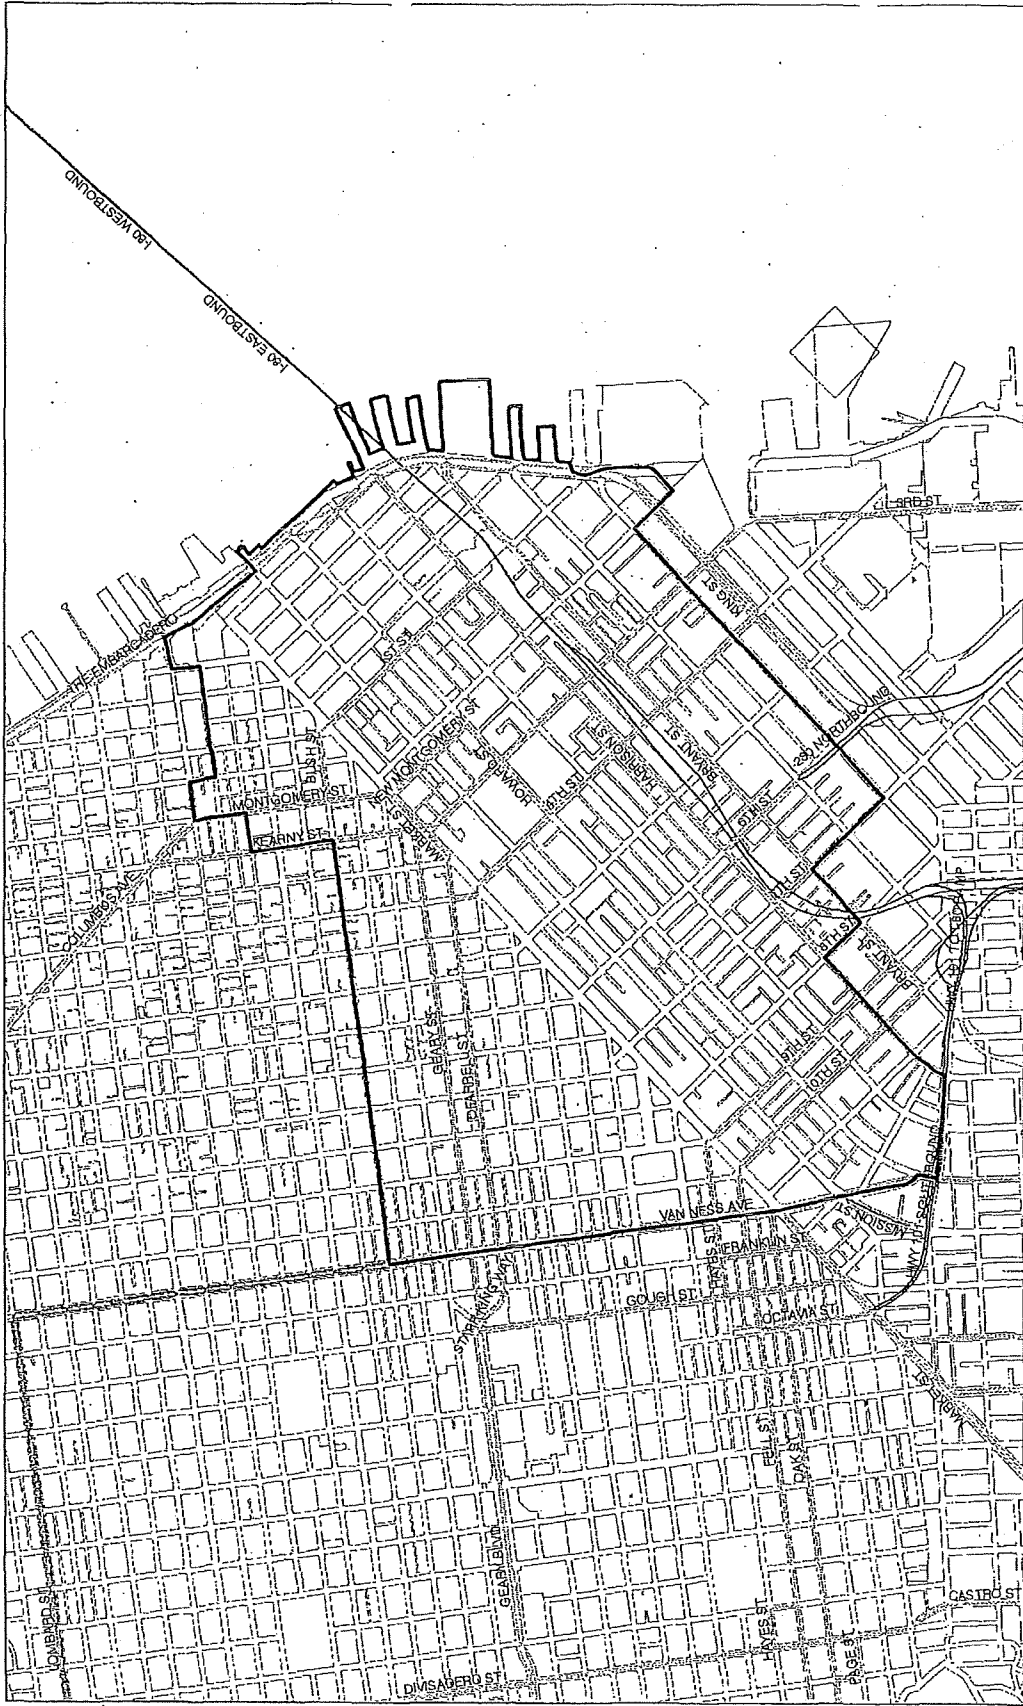 I-80 WESTBOUND
I-80 EASTBOUND
3RD ST
THE EMBARCADERO
KING ST
1ST ST
I-280 NORTHBOUND
NEW MONTGOMERY ST
BRYANT ST
BUSH ST
HARRISON ST
HOWARD ST
MONTGOMERY ST
6TH ST
MARKET ST
KEARNY ST
7TH ST
COLUMBUS AVE
8TH ST
BRYANT ST
GEARY ST
9TH ST
O'FARRELL ST
10TH ST
VAN NESS AVE
MISSION ST
HAYES ST
FRANKLIN ST
HWY 101 SOUTHBOUND
STARR KING WAY
GOUGH ST
OCTAVIA ST
MARKET ST
FELL ST
OAK ST
GEARY BLVD
LOMBARD ST
HAYES ST
CASTRO ST
PAGE ST
DIVISADERO ST